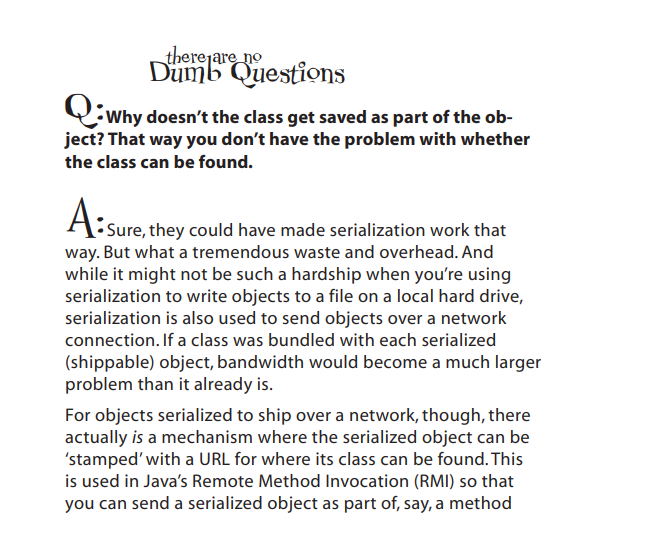 there are no
Dumb Questions
Q: Why doesn’t the class get saved as part of the ob-
ject? That way you don’t have the problem with whether
the class can be found.
A: Sure, they could have made serialization work that
way. But what a tremendous waste and overhead. And
while it might not be such a hardship when you’re using
serialization to write objects to a file on a local hard drive,
serialization is also used to send objects over a network
connection. If a class was bundled with each serialized
(shippable) object, bandwidth would become a much larger
problem than it already is.
For objects serialized to ship over a network, though, there
actually is a mechanism where the serialized object can be
‘stamped’ with a URL for where its class can be found. This
is used in Java’s Remote Method Invocation (RMI) so that
you can send a serialized object as part of, say, a method